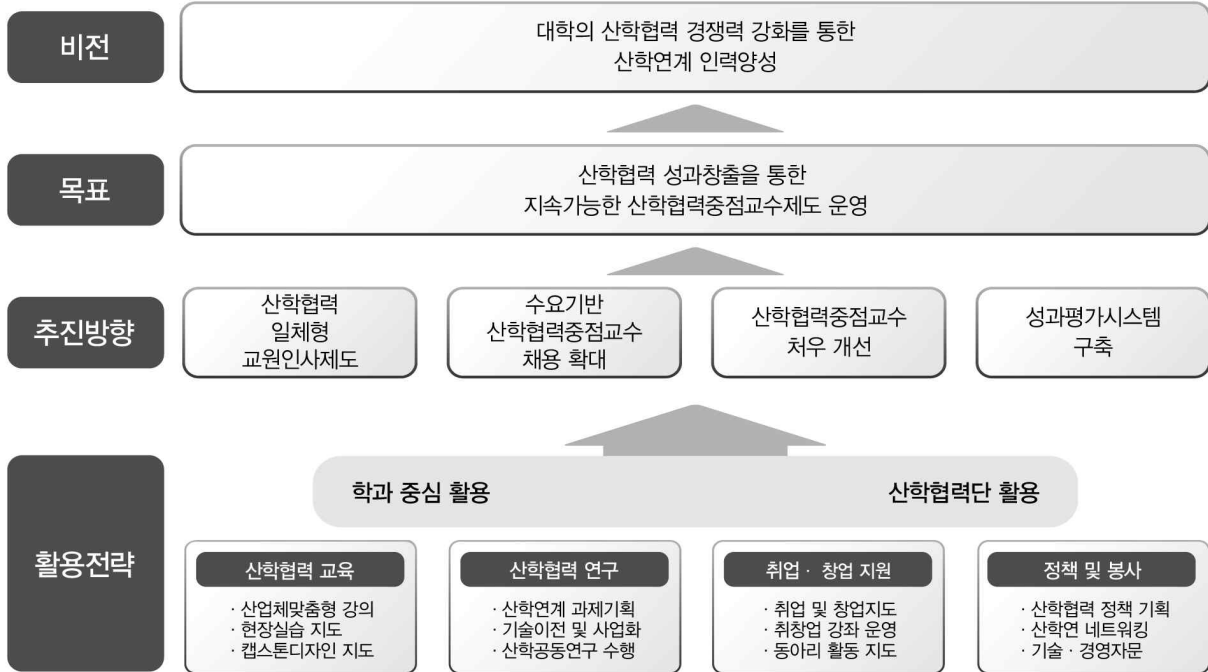 비전
대학의 산학협력 경쟁력 강화를 통한
산학연계 인력양성
목표
산학협력 성과창출을 통한
지속가능한 산학협력중점교수제도 운영
추진방향
산학협력
일체형
교원인사제도
수요기반
산학협력중점교수
채용 확대
산학협력중점교수
처우 개선
성과평가시스템
구축
활용전략
학과 중심 활용
산학협력단 활용
산학협력 교육
· 산업체맞춤형 강의
· 현장실습 지도
· 캡스톤디자인 지도
산학협력 연구
· 산학연계 과제기획
· 기술이전 및 사업화
· 산학공동연구 수행
취업 · 창업 지원
· 취업 및 창업지도
· 취창업 강좌 운영
· 동아리 활동 지도
정책 및 봉사
· 산학협력 정책 기획
· 산학연 네트워킹
· 기술 · 경영자문